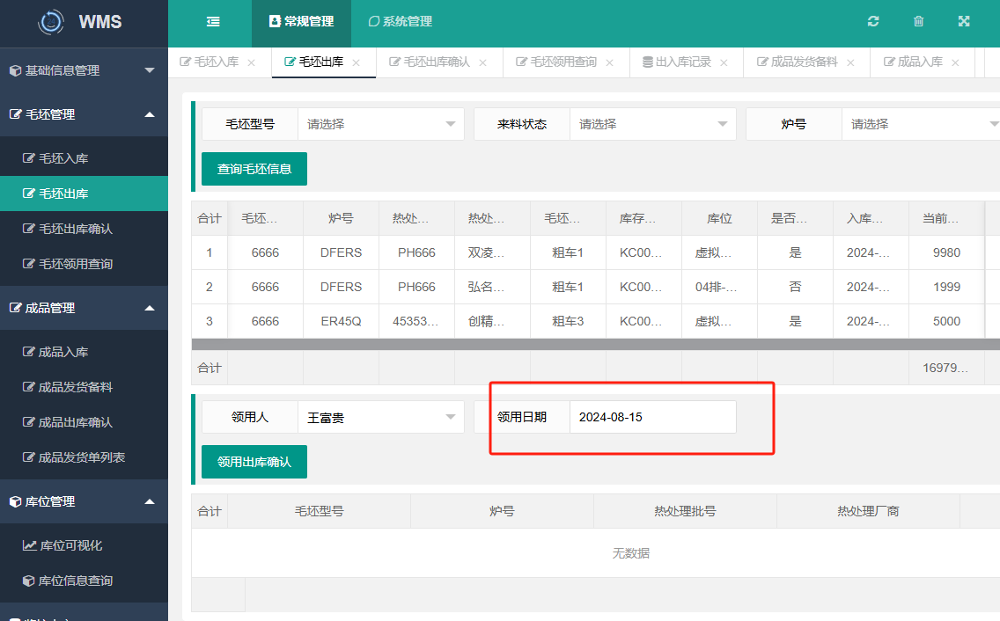 WMS
常规管理
系统管理
基础信息管理
毛坯管理
毛坯入库
毛坯出库
毛坯出库确认
毛坯领用查询
成品管理
成品入库
成品发货备料
成品出库确认
成品发货单列表
库位管理
库位可视化
库位信息查询
毛坯入库 × 毛坯出库 × 毛坯出库确认 × 毛坯领用查询 × 出入库记录 × 成品发货备料 × 成品入库 ×
毛坯型号 请选择 来料状态 请选择 炉号 请选择
查询毛坯信息
合计 毛坯... 炉号 热处... 热处... 毛坯... 库存... 库位 是否... 入库... 当前...
1 6666 DFERS PH666 双凌... 粗车1 KC00... 虚拟... 是 2024-... 9980
2 6666 DFERS PH666 弘名... 粗车1 KC00... 04排-... 否 2024-... 1999
3 6666 ER45Q 45353... 创精... 粗车3 KC00... 虚拟... 是 2024-... 5000
合计 16979...
领用人 王富贵 领用日期 2024-08-15
领用出库确认
合计 毛坯型号 炉号 热处理批号 热处理厂商
无数据